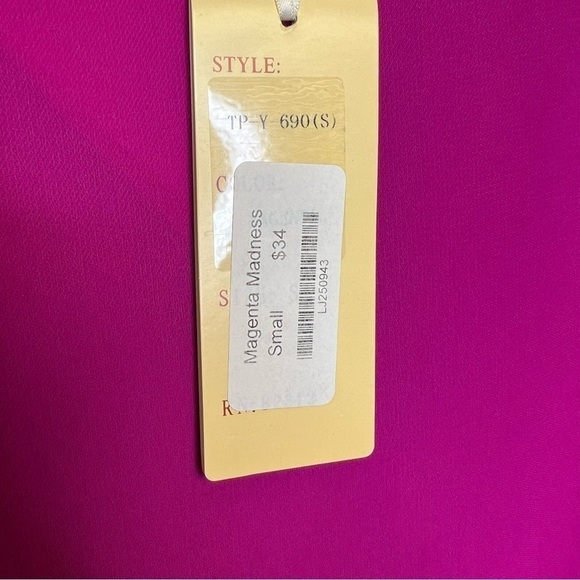 STYLE:
TP-Y 690(S)
Magenta Madness
Small $34
LJ250943